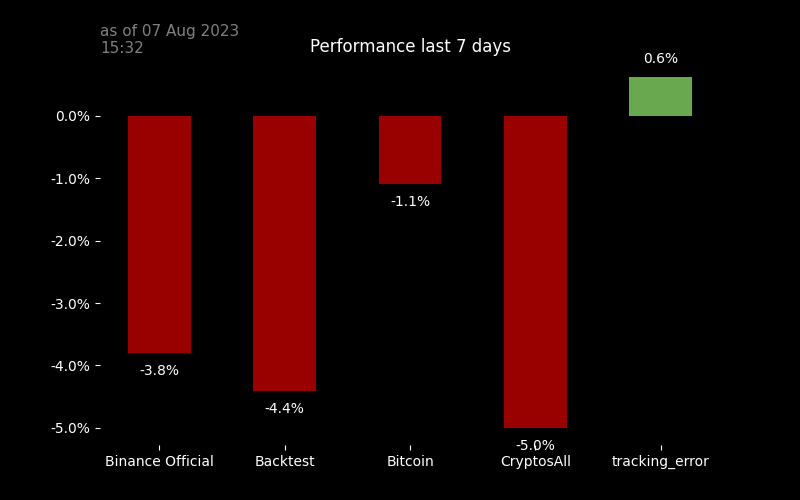 as of 07 Aug 2023
15:32
Performance last 7 days
0.6%
0.0%
-1.0%
-1.1%
-2.0%
-3.0%
-3.8%
-4.0%
-4.4%
-5.0%
-5.0%
Binance Official
Backtest
Bitcoin
CryptosAll
tracking_error